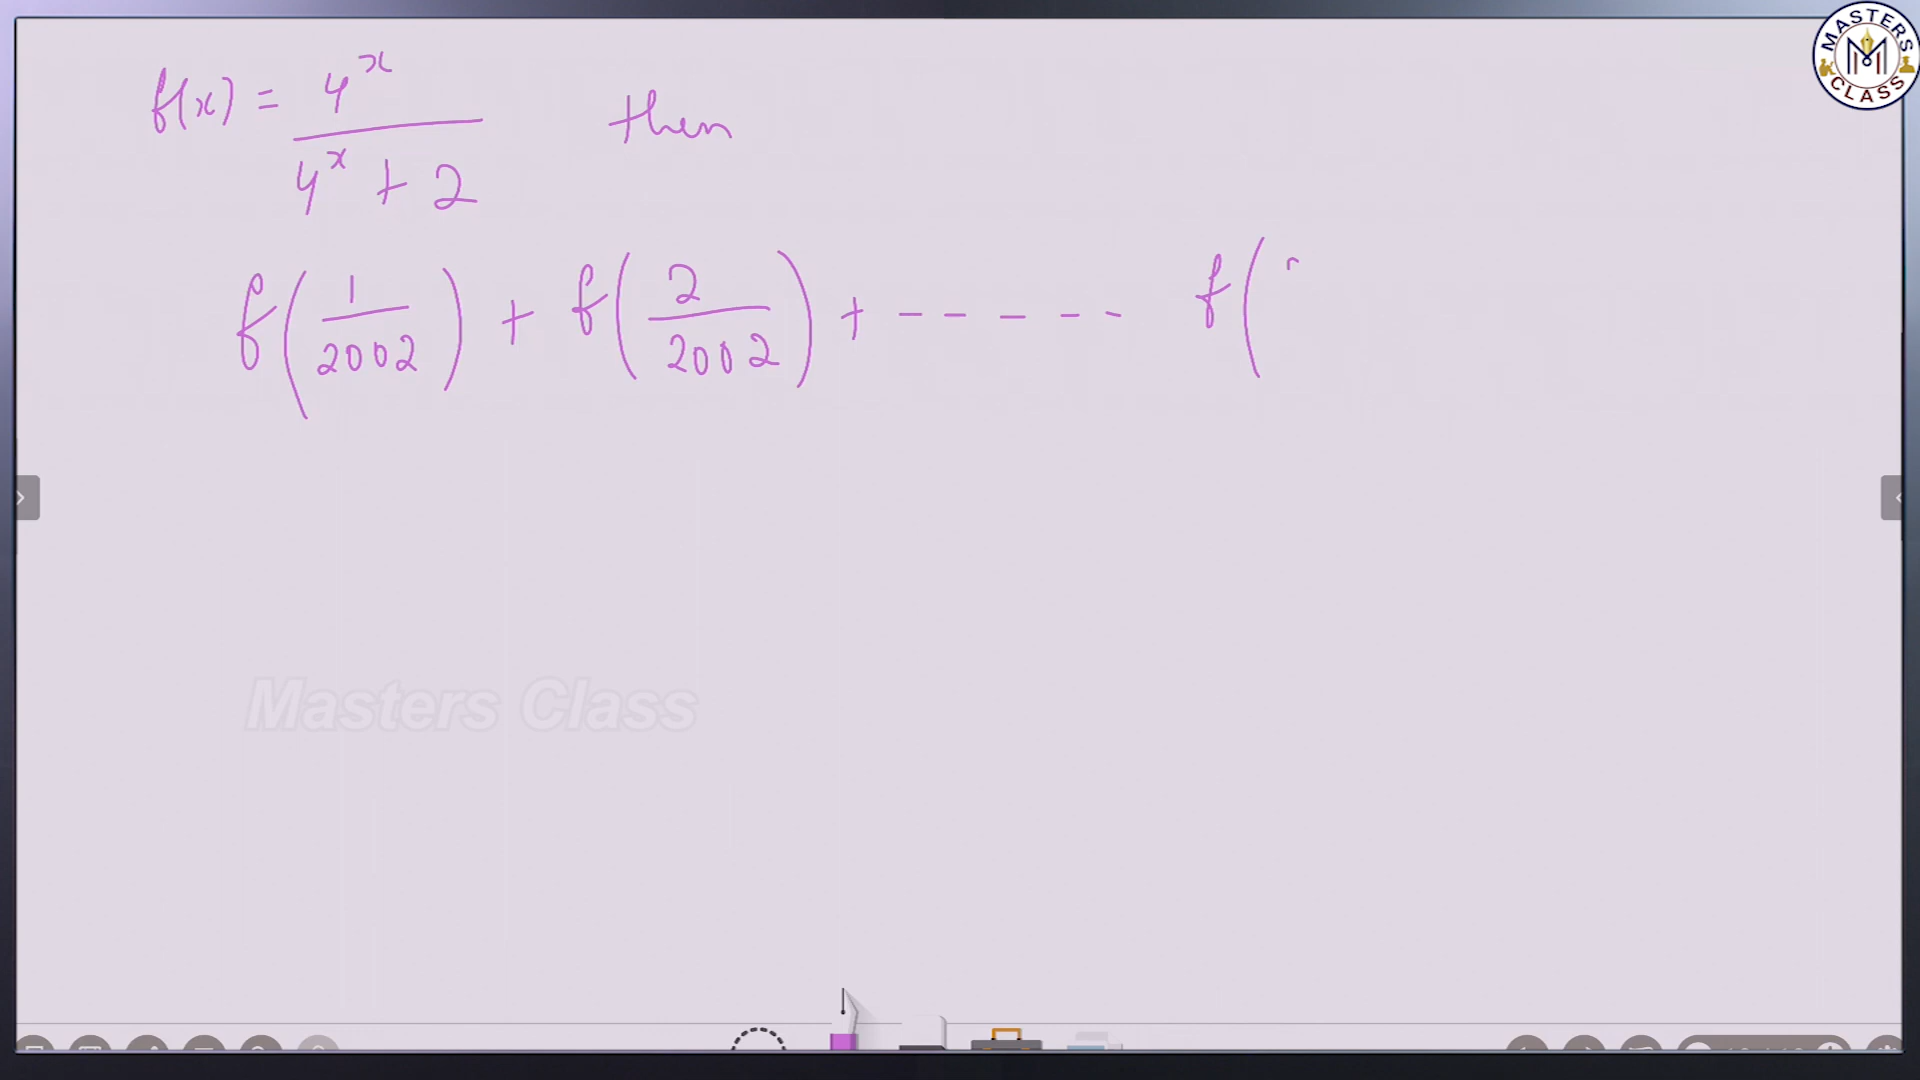 MASTERS CLASS
f(x) = 4^x / (4^x + 2) then
f(1/2002) + f(2/2002) + ----- f(
Masters Class